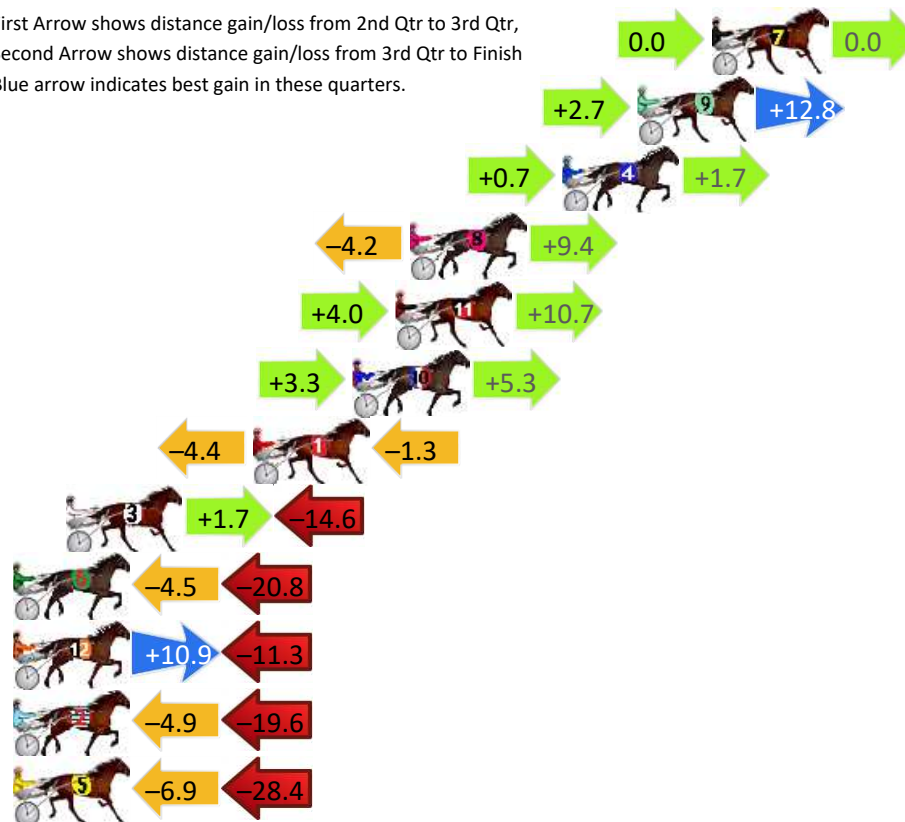 irst Arrow shows distance gain/loss from 2nd Qtr to 3rd Qtr,
Second Arrow shows distance gain/loss from 3rd Qtr to Finish
Blue arrow indicates best gain in these quarters.
0.0 7 0.0
+2.7 9 +12.8
+0.7 4 +1.7
–4.2 8 +9.4
+4.0 11 +10.7
+3.3 10 +5.3
–4.4 1 –1.3
3 +1.7 –14.6
–4.5 –20.8
12 +10.9 –11.3
2 –4.9 –19.6
5 –6.9 –28.4